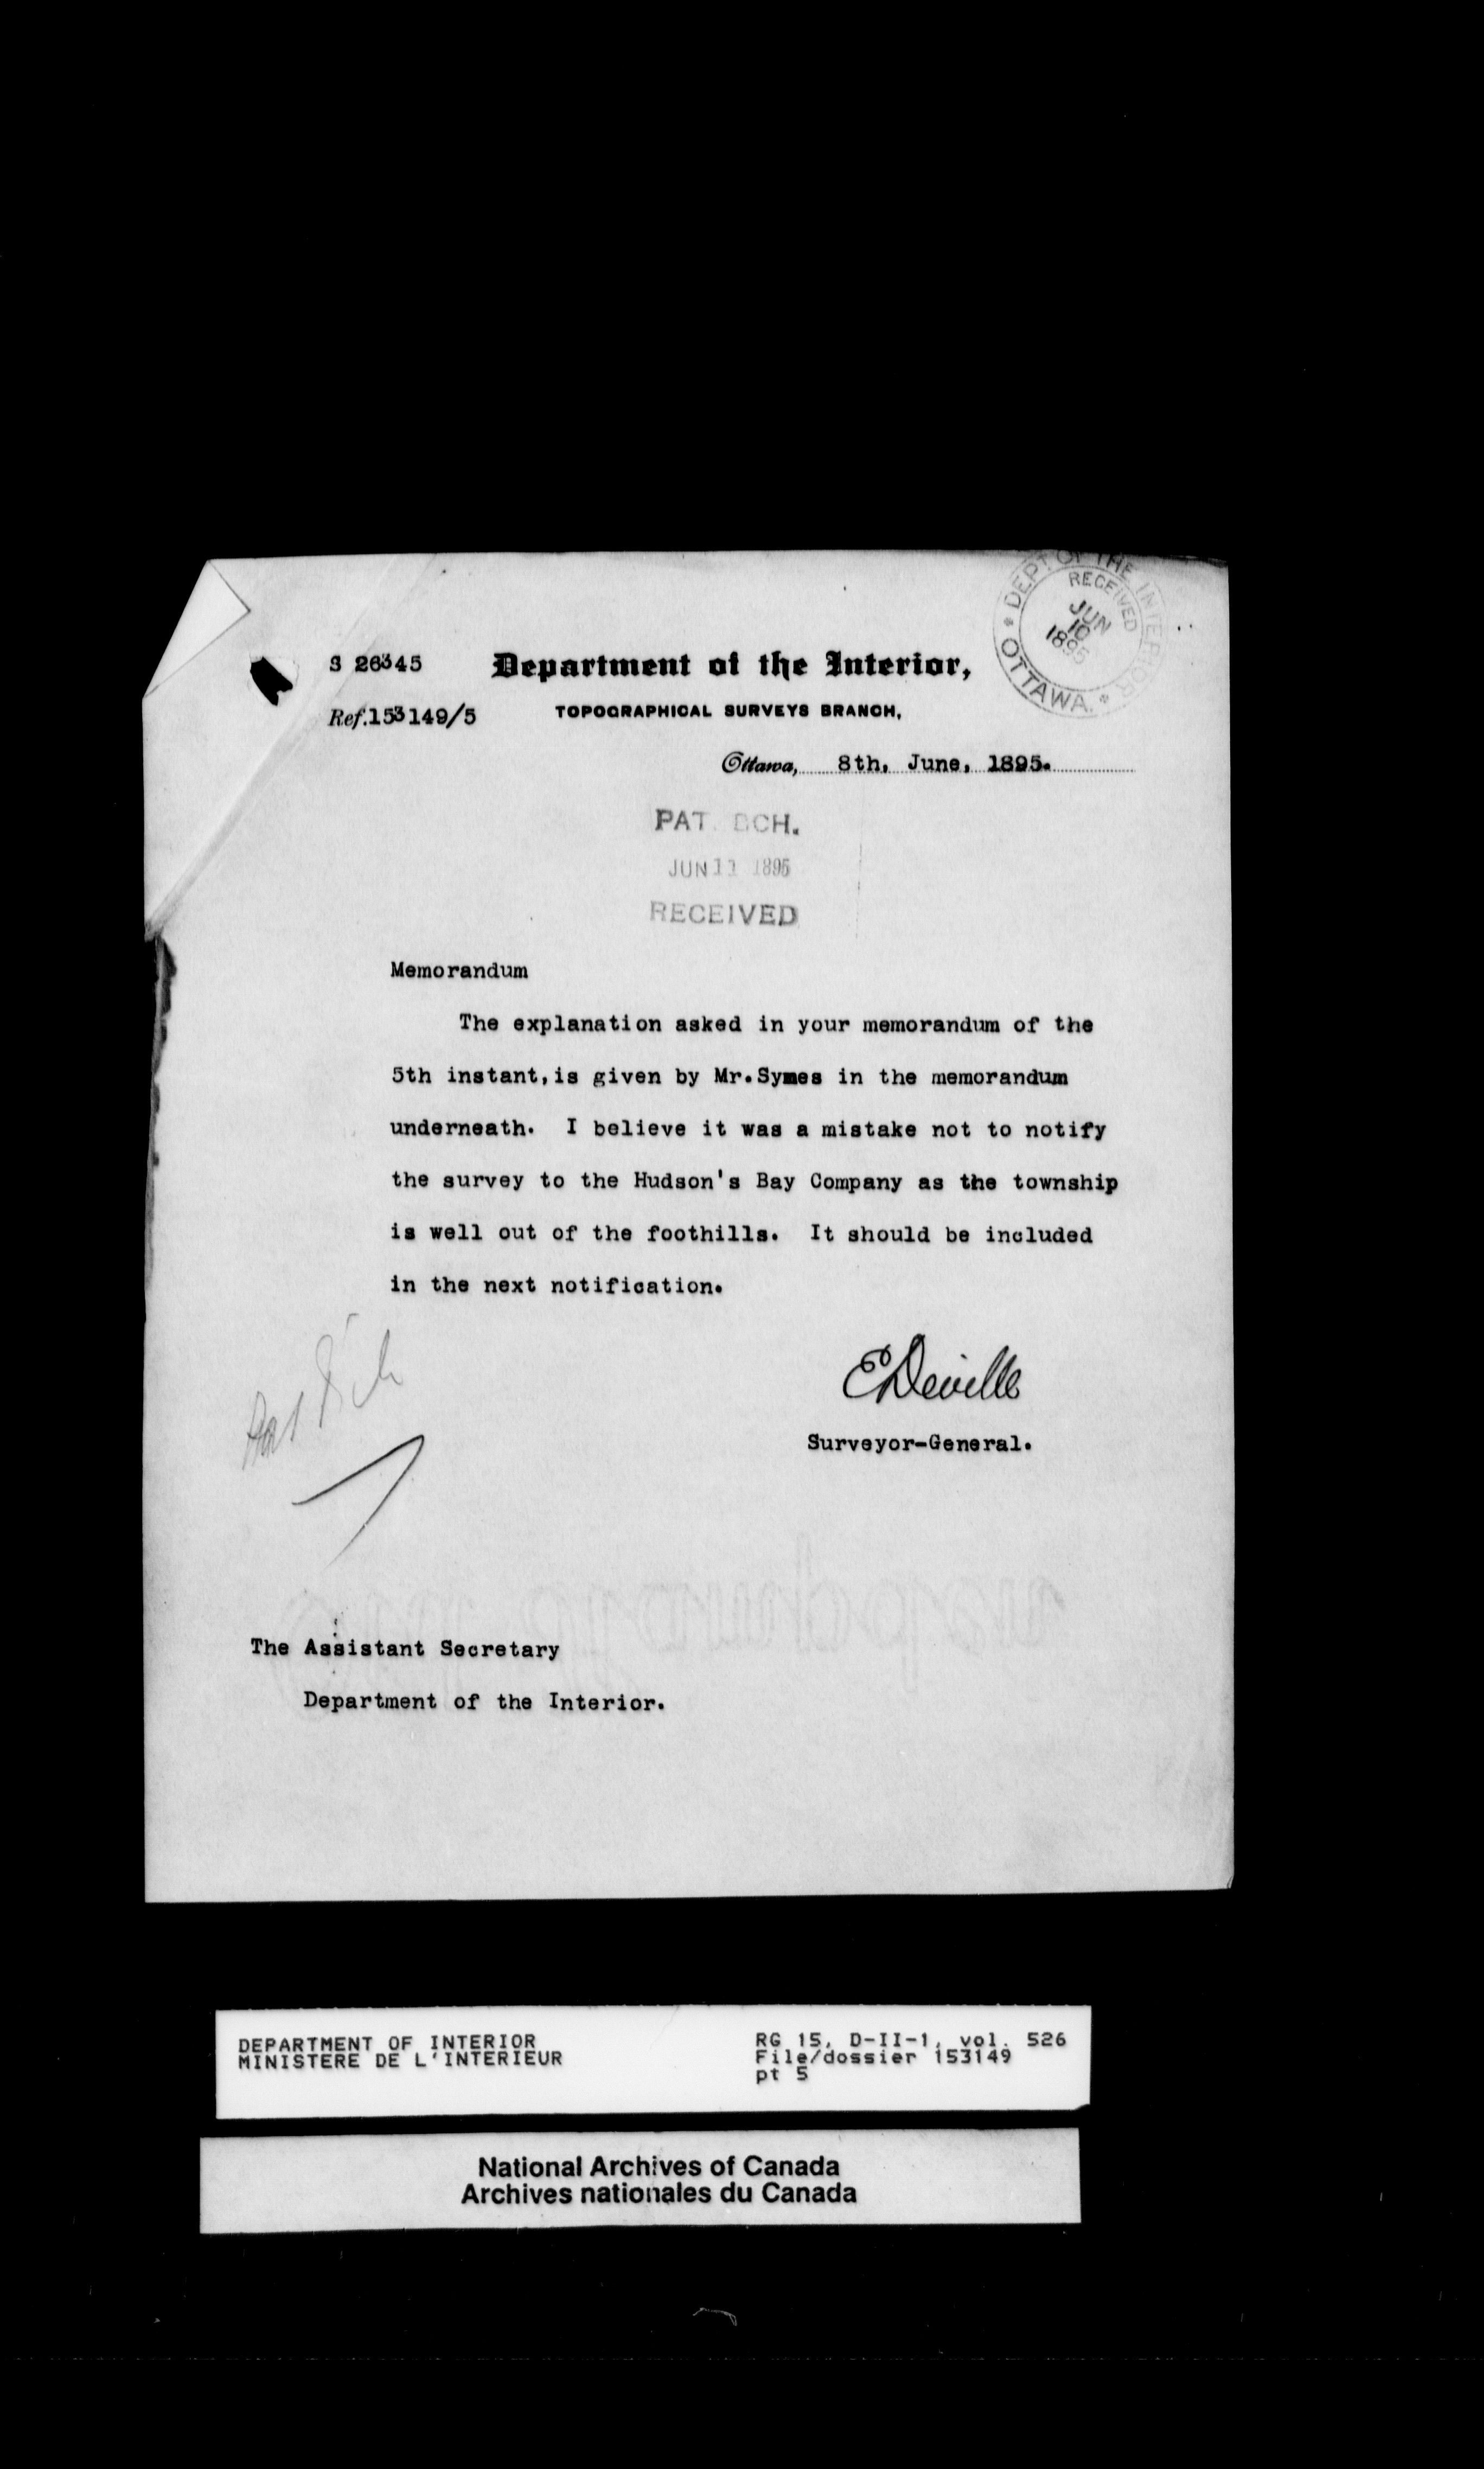 DEPT. OF THE INTERIOR
RECEIVED
JUN
10
1895
OTTAWA.
S 26345
Department of the Interior,
Ref. 153149/5
TOPOGRAPHICAL SURVEYS BRANCH,
Ottawa, 8th, June, 1895.
PAT. BCH.
JUN 11 1895
RECEIVED
Memorandum
The explanation asked in your memorandum of the
5th instant, is given by Mr. Symes in the memorandum
underneath. I believe it was a mistake not to notify
the survey to the Hudson's Bay Company as the township
is well out of the foothills. It should be included
in the next notification.
E Deville
Surveyor-General.
The Assistant Secretary
Department of the Interior.
DEPARTMENT OF INTERIOR
MINISTERE DE L'INTERIEUR
RG 15, D-II-1, vol. 526
File/dossier 153149
pt 5
National Archives of Canada
Archives nationales du Canada